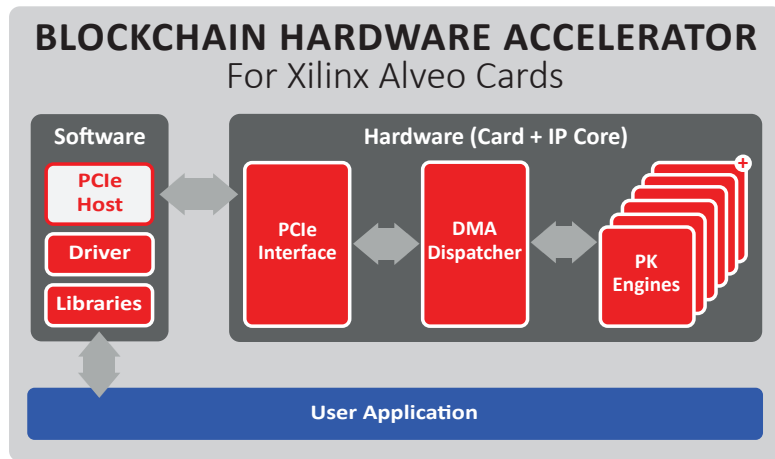 BLOCKCHAIN HARDWARE ACCELERATOR
For Xilinx Alveo Cards
Software
PCIe
Host
Driver
Libraries
Hardware (Card + IP Core)
PCIe
Interface
DMA
Dispatcher
+
PK
Engines
User Application